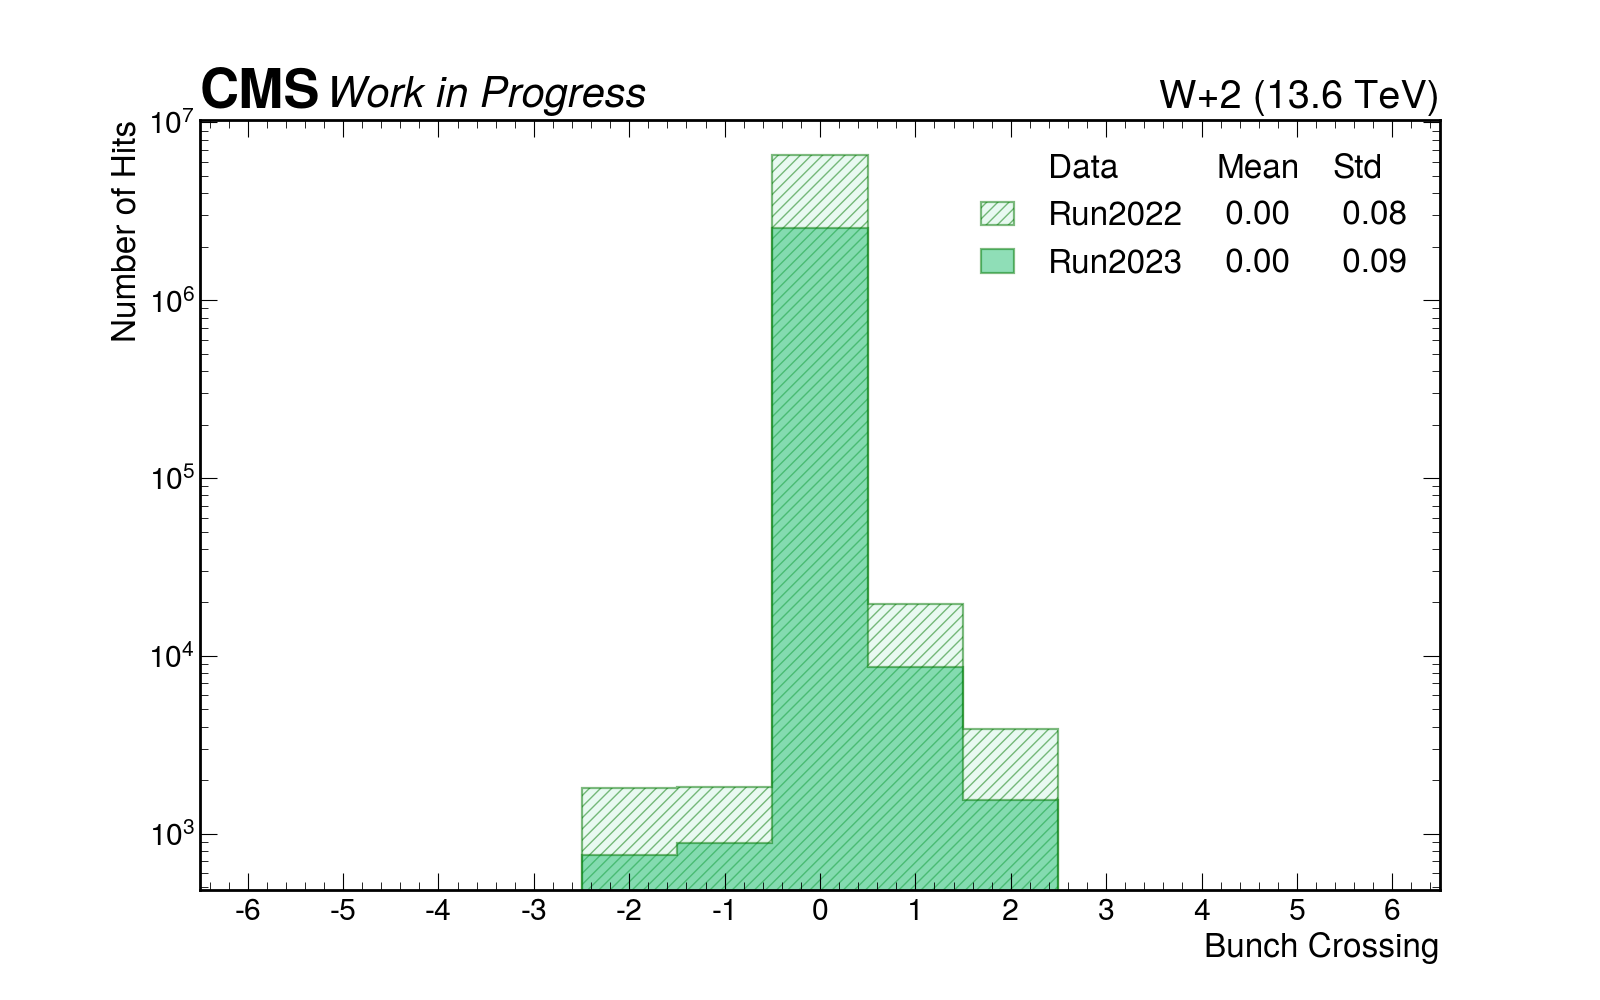 CMS Work in Progress
W+2 (13.6 TeV)
Number of Hits
10^7
10^6
10^5
10^4
10^3
Data Mean Std
Run2022 0.00 0.08
Run2023 0.00 0.09
-6 -5 -4 -3 -2 -1 0 1 2 3 4 5 6
Bunch Crossing